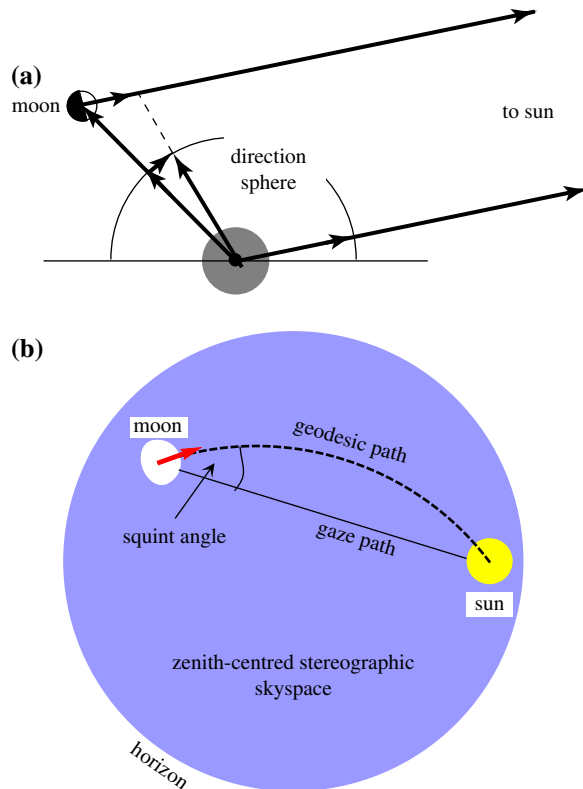 (a)
moon
to sun
direction
sphere
(b)
moon
geodesic path
squint angle
gaze path
sun
zenith-centred stereographic
skyspace
horizon